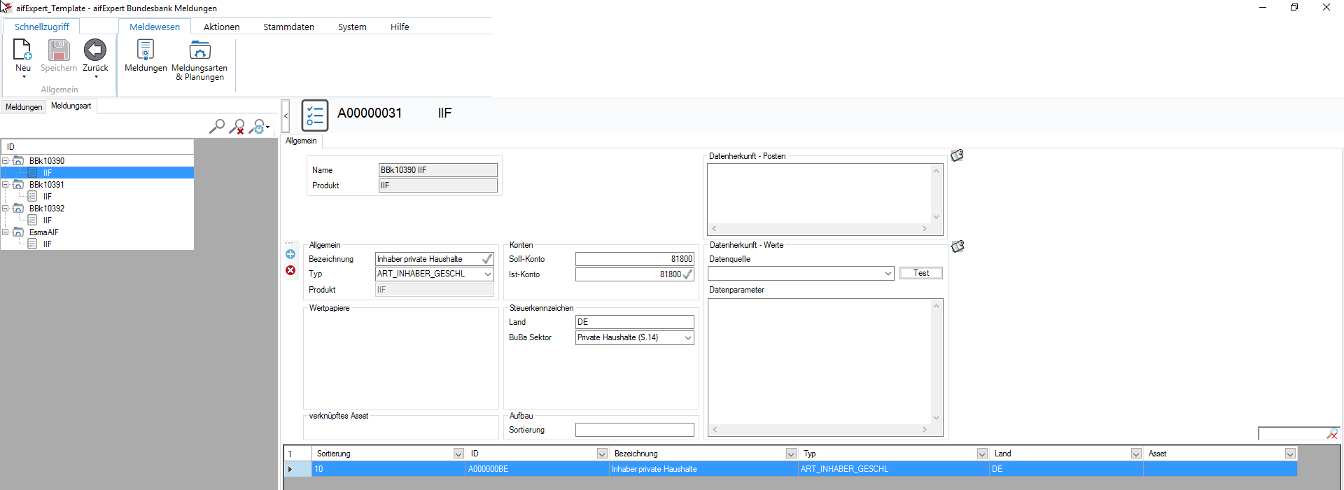 aifExpert_Template - aifExpert Bundesbank Meldungen
Schnellzugriff Meldewesen Aktionen Stammdaten System Hilfe
Neu Speichern Zurück Meldungen Meldungsarten
& Planungen
Allgemein
Meldungen Meldungsart
< A00000031 IIF
Allgemein
ID
BBk10390
IIF
BBk10391
IIF
BBk10392
IIF
EsmaAIF
IIF
Name BBk10390 IIF
Produkt IIF
Datenherkunft - Posten
Allgemein
Bezeichnung Inhaber private Haushalte
Typ ART_INHABER_GESCHL
Produkt IIF
Konten
Soll-Konto 81800
Ist-Konto 81800
Datenherkunft - Werte
Datenquelle
Test
Datenparameter
Wertpapiere
Steuerkennzeichen
Land DE
BuBa Sektor Private Haushalte (S.14)
verknüpftes Asset
Aufbau
Sortierung
1 Sortierung ID Bezeichnung Typ Land Asset
10 A000000BE Inhaber private Haushalte ART_INHABER_GESCHL DE